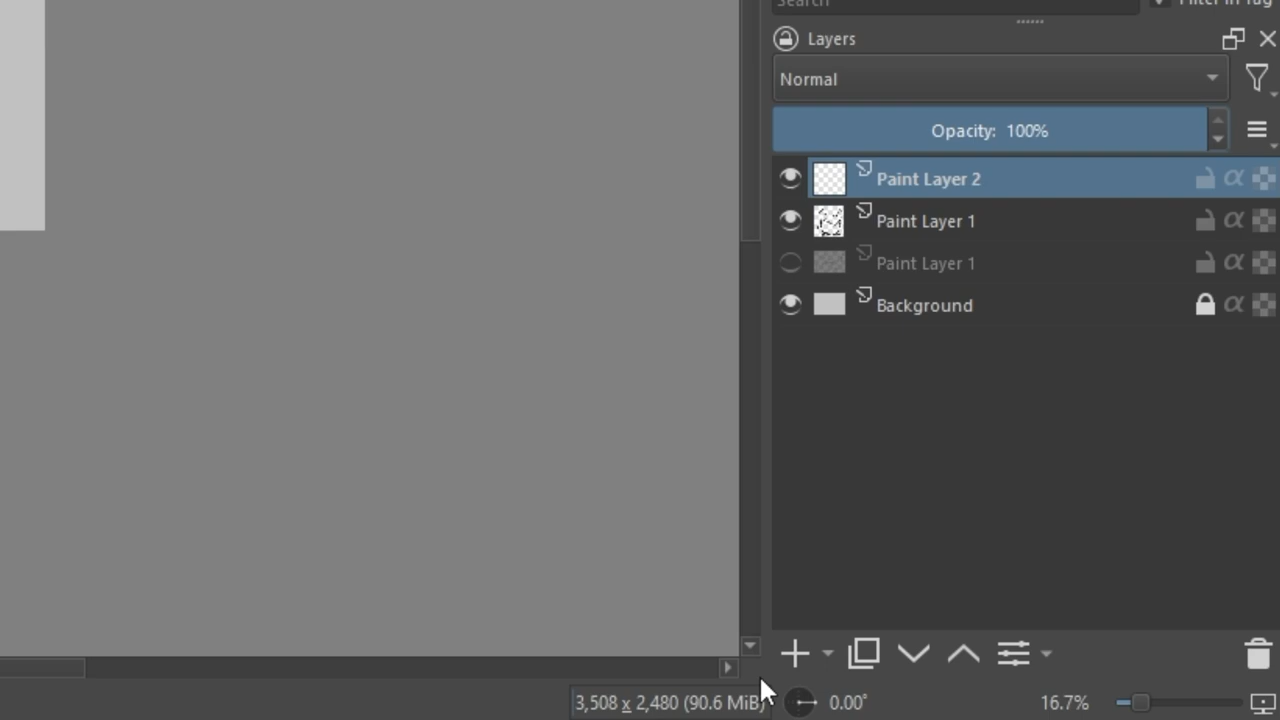 Search
Filter in Tag
Layers
Normal
Opacity: 100%
Paint Layer 2
α
Paint Layer 1
α
Paint Layer 1
α
Background
α
3,508 x 2,480 (90.6 MiB)
0.00°
16.7%